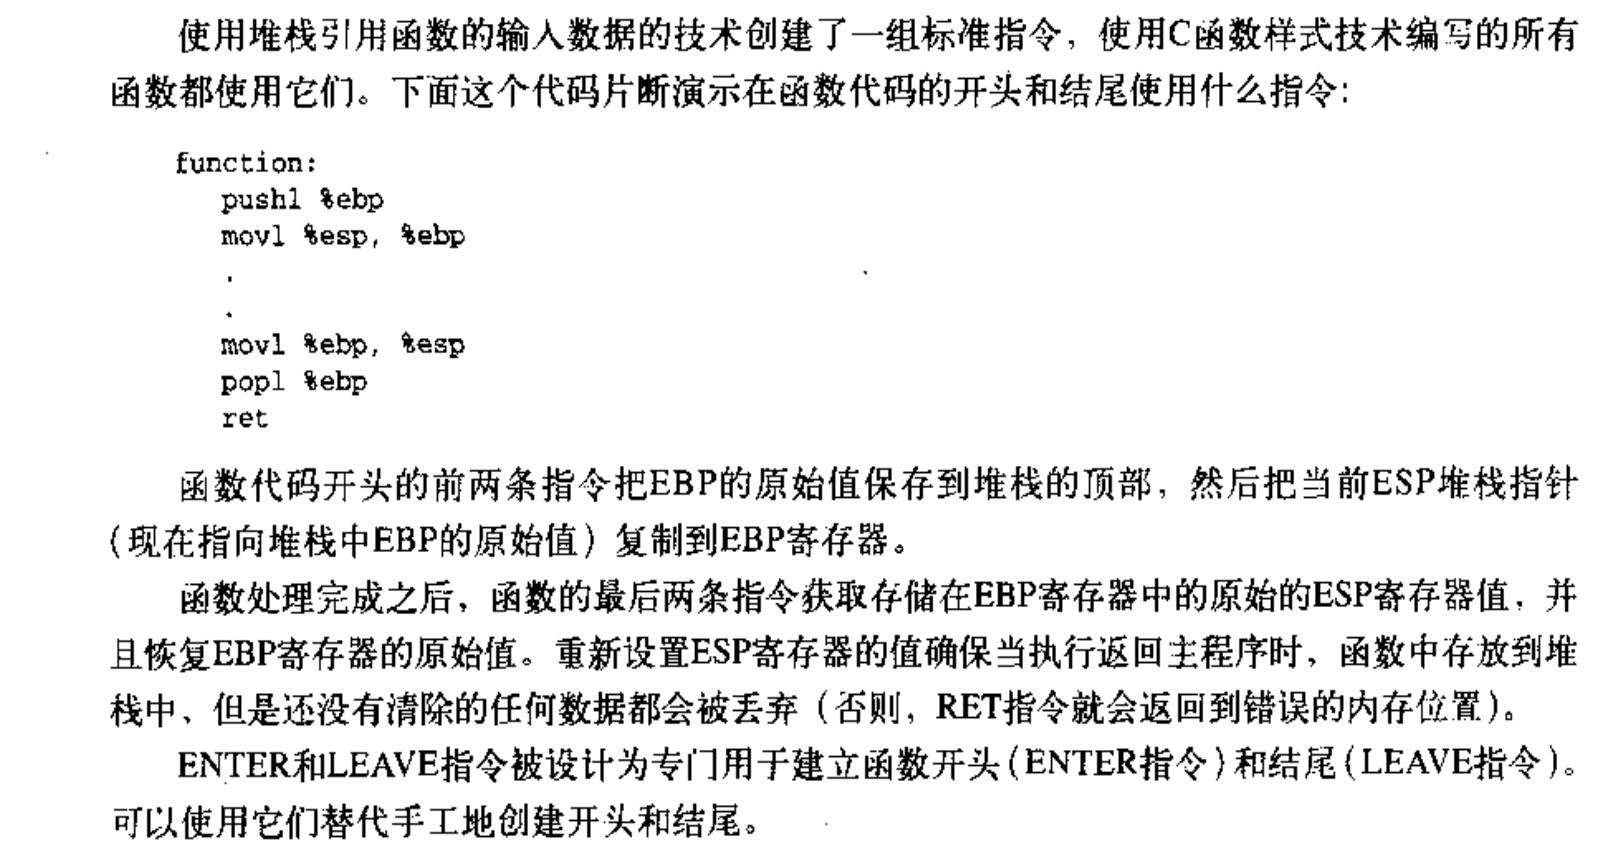 使用堆栈引用函数的输入数据的技术创建了一组标准指令，使用C函数样式技术编写的所有
函数都使用它们。下面这个代码片断演示在函数代码的开头和结尾使用什么指令：
function:
pushl %ebp
movl %esp, %ebp
.
.
movl %ebp, %esp
popl %ebp
ret
函数代码开头的前两条指令把EBP的原始值保存到堆栈的顶部，然后把当前ESP堆栈指针
（现在指向堆栈中EBP的原始值）复制到EBP寄存器。
函数处理完成之后，函数的最后两条指令获取存储在EBP寄存器中的原始的ESP寄存器值，并
且恢复EBP寄存器的原始值。重新设置ESP寄存器的值确保当执行返回主程序时，函数中存放到堆
栈中、但是还没有清除的任何数据都会被丢弃（否则，RET指令就会返回到错误的内存位置）。
ENTER和LEAVE指令被设计为专门用于建立函数开头（ENTER指令）和结尾（LEAVE指令）。
可以使用它们替代手工地创建开头和结尾。